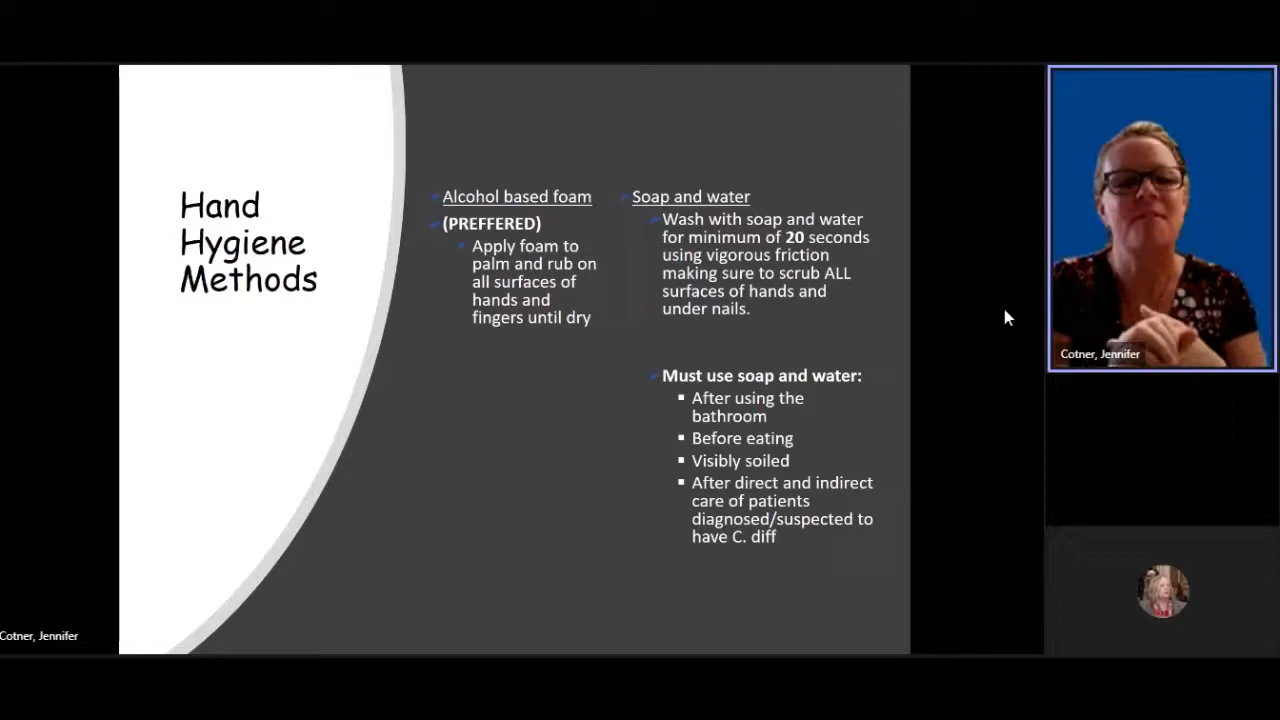 Hand
Hygiene
Methods
Alcohol based foam
(PREFFERED)
Apply foam to
palm and rub on
all surfaces of
hands and
fingers until dry
Soap and water
Wash with soap and water
for minimum of 20 seconds
using vigorous friction
making sure to scrub ALL
surfaces of hands and
under nails.
Must use soap and water:
After using the
bathroom
Before eating
Visibly soiled
After direct and indirect
care of patients
diagnosed/suspected to
have C. diff
Cotner, Jennifer
Cotner, Jennifer